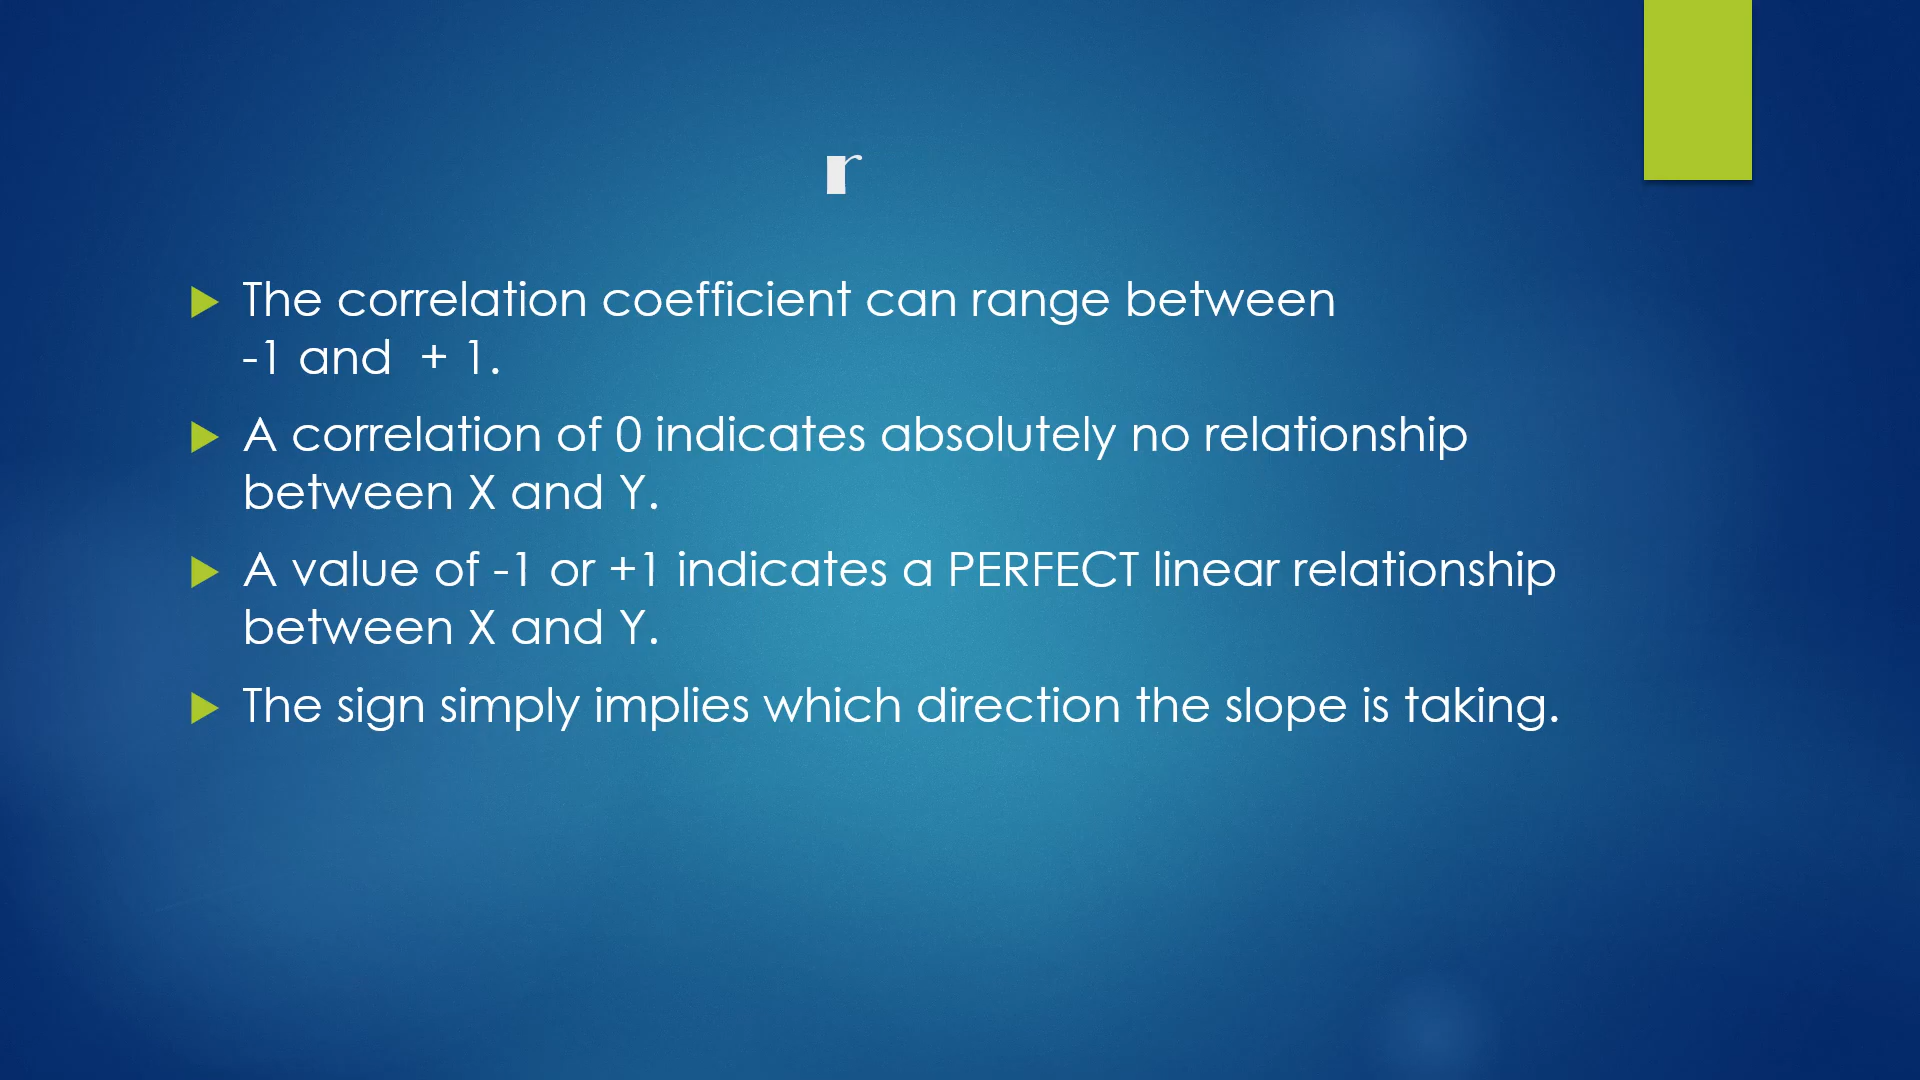 r
The correlation coefficient can range between
-1 and  + 1.
A correlation of 0 indicates absolutely no relationship
between X and Y.
A value of -1 or +1 indicates a PERFECT linear relationship
between X and Y.
The sign simply implies which direction the slope is taking.